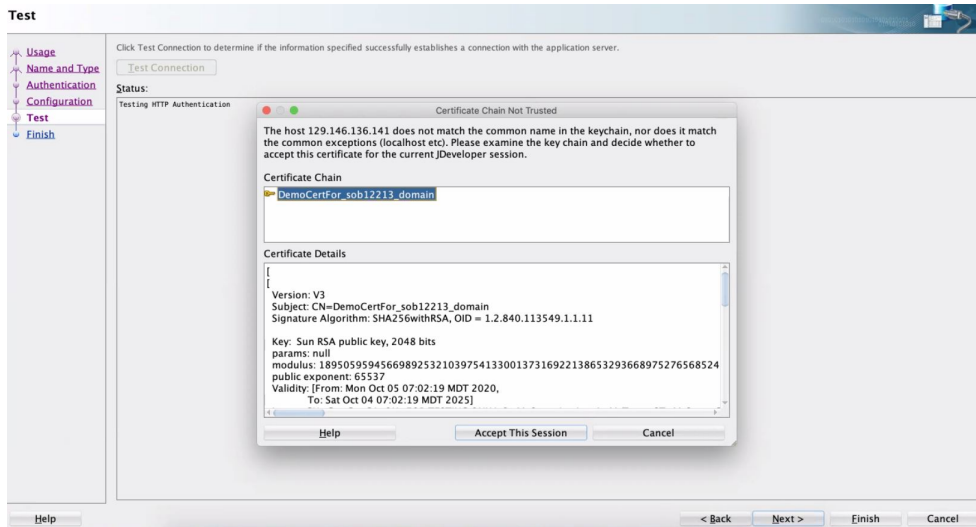 Test
Usage
Name and Type
Authentication
Configuration
Test
Finish
Click Test Connection to determine if the information specified successfully establishes a connection with the application server.
Test Connection
Status:
Testing HTTP Authentication
Certificate Chain Not Trusted
The host 129.146.136.141 does not match the common name in the keychain, nor does it match
the common exceptions (localhost etc). Please examine the key chain and decide whether to
accept this certificate for the current JDeveloper session.
Certificate Chain
DemoCertFor_sob12213_domain
Certificate Details
[
[
Version: V3
Subject: CN=DemoCertFor_sob12213_domain
Signature Algorithm: SHA256withRSA, OID = 1.2.840.113549.1.1.11
Key: Sun RSA public key, 2048 bits
params: null
modulus: 
public exponent: 65537
Validity: [From: Mon Oct 05 07:02:19 MDT 2020,
To: Sat Oct 04 07:02:19 MDT 2025]
Help
Accept This Session
Cancel
Help
< Back
Next >
Finish
Cancel